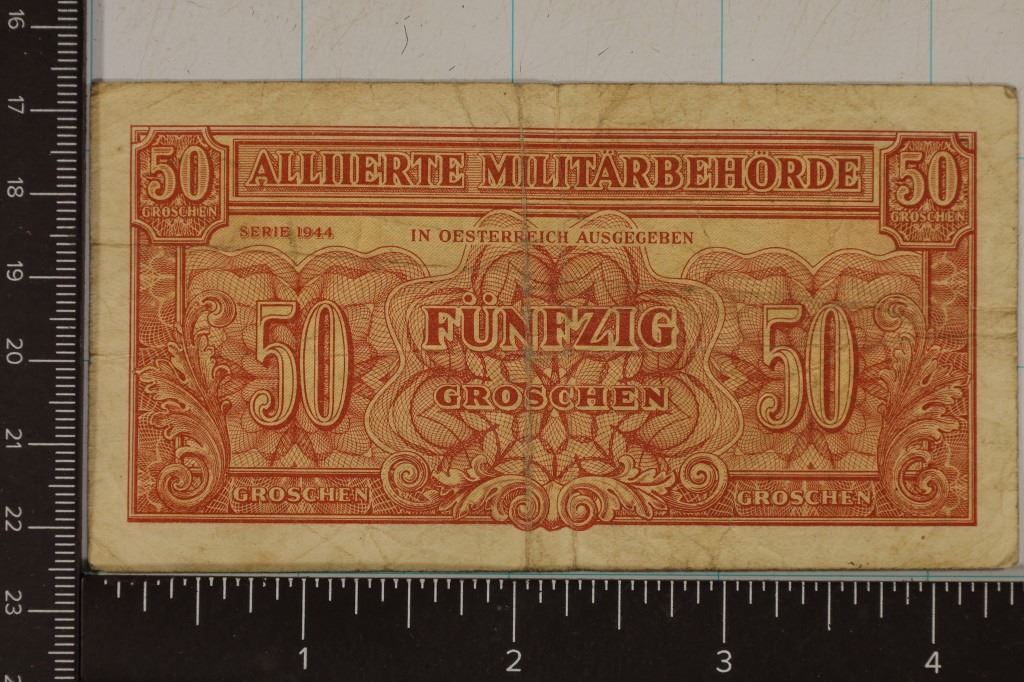 16
17
18
19
20
21
22
23
50 ALLIIERTE MILITÄRBEHÖRDE 50
GROSCHEN GROSCHEN
SERIE 1944 IN OESTERREICH AUSGEGEBEN
50 FÜNFZIG 50
GROSCHEN
GROSCHEN GROSCHEN
1 2 3 4